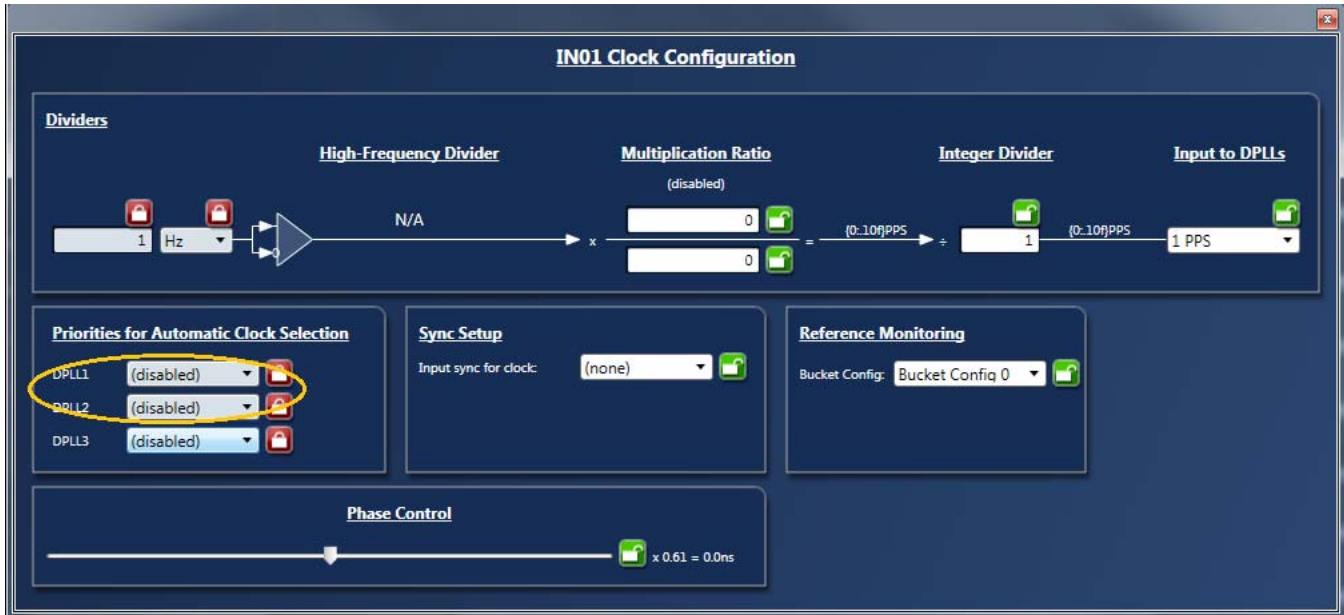 IN01 Clock Configuration
Dividers
High-Frequency Divider
Multiplication Ratio
Integer Divider
Input to DPLLs
(disabled)
1 Hz
N/A
x
0
0
=
{0:.10f}PPS
÷
1
{0:.10f}PPS
1 PPS
Priorities for Automatic Clock Selection
DPLL1 (disabled)
DPLL2 (disabled)
DPLL3 (disabled)
Sync Setup
Input sync for clock: (none)
Reference Monitoring
Bucket Config: Bucket Config 0
Phase Control
x 0.61 = 0.0ns